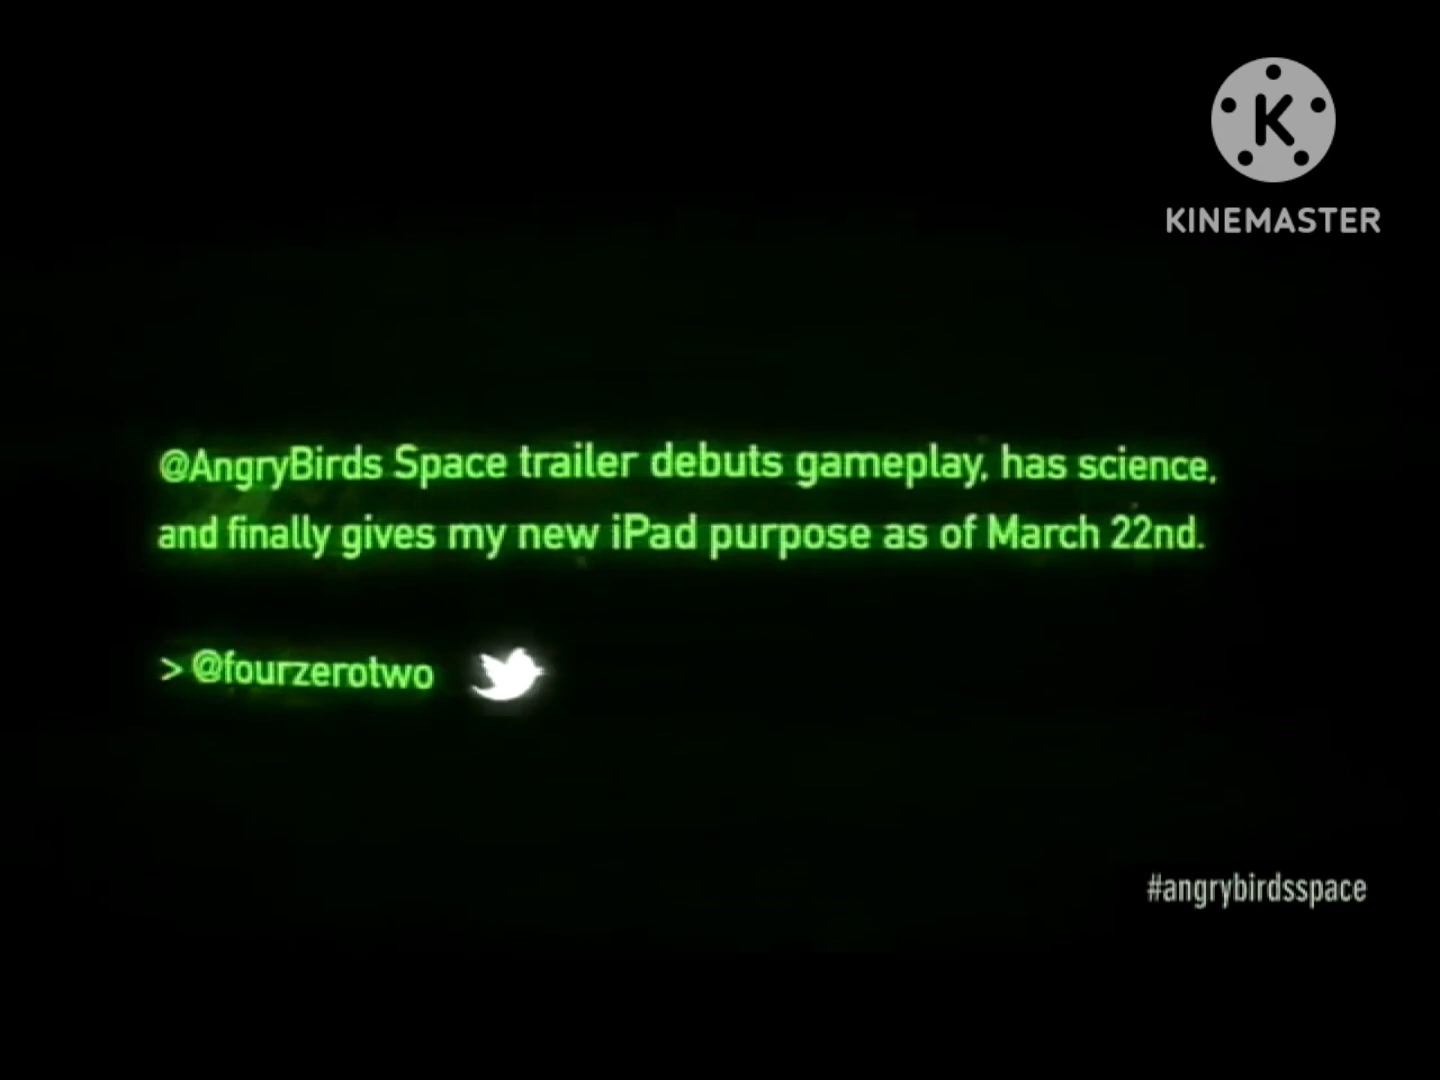 K
KINEMASTER
@AngryBirds Space trailer debuts gameplay, has science,
and finally gives my new iPad purpose as of March 22nd.
> @fourzerotwo
#angrybirdsspace